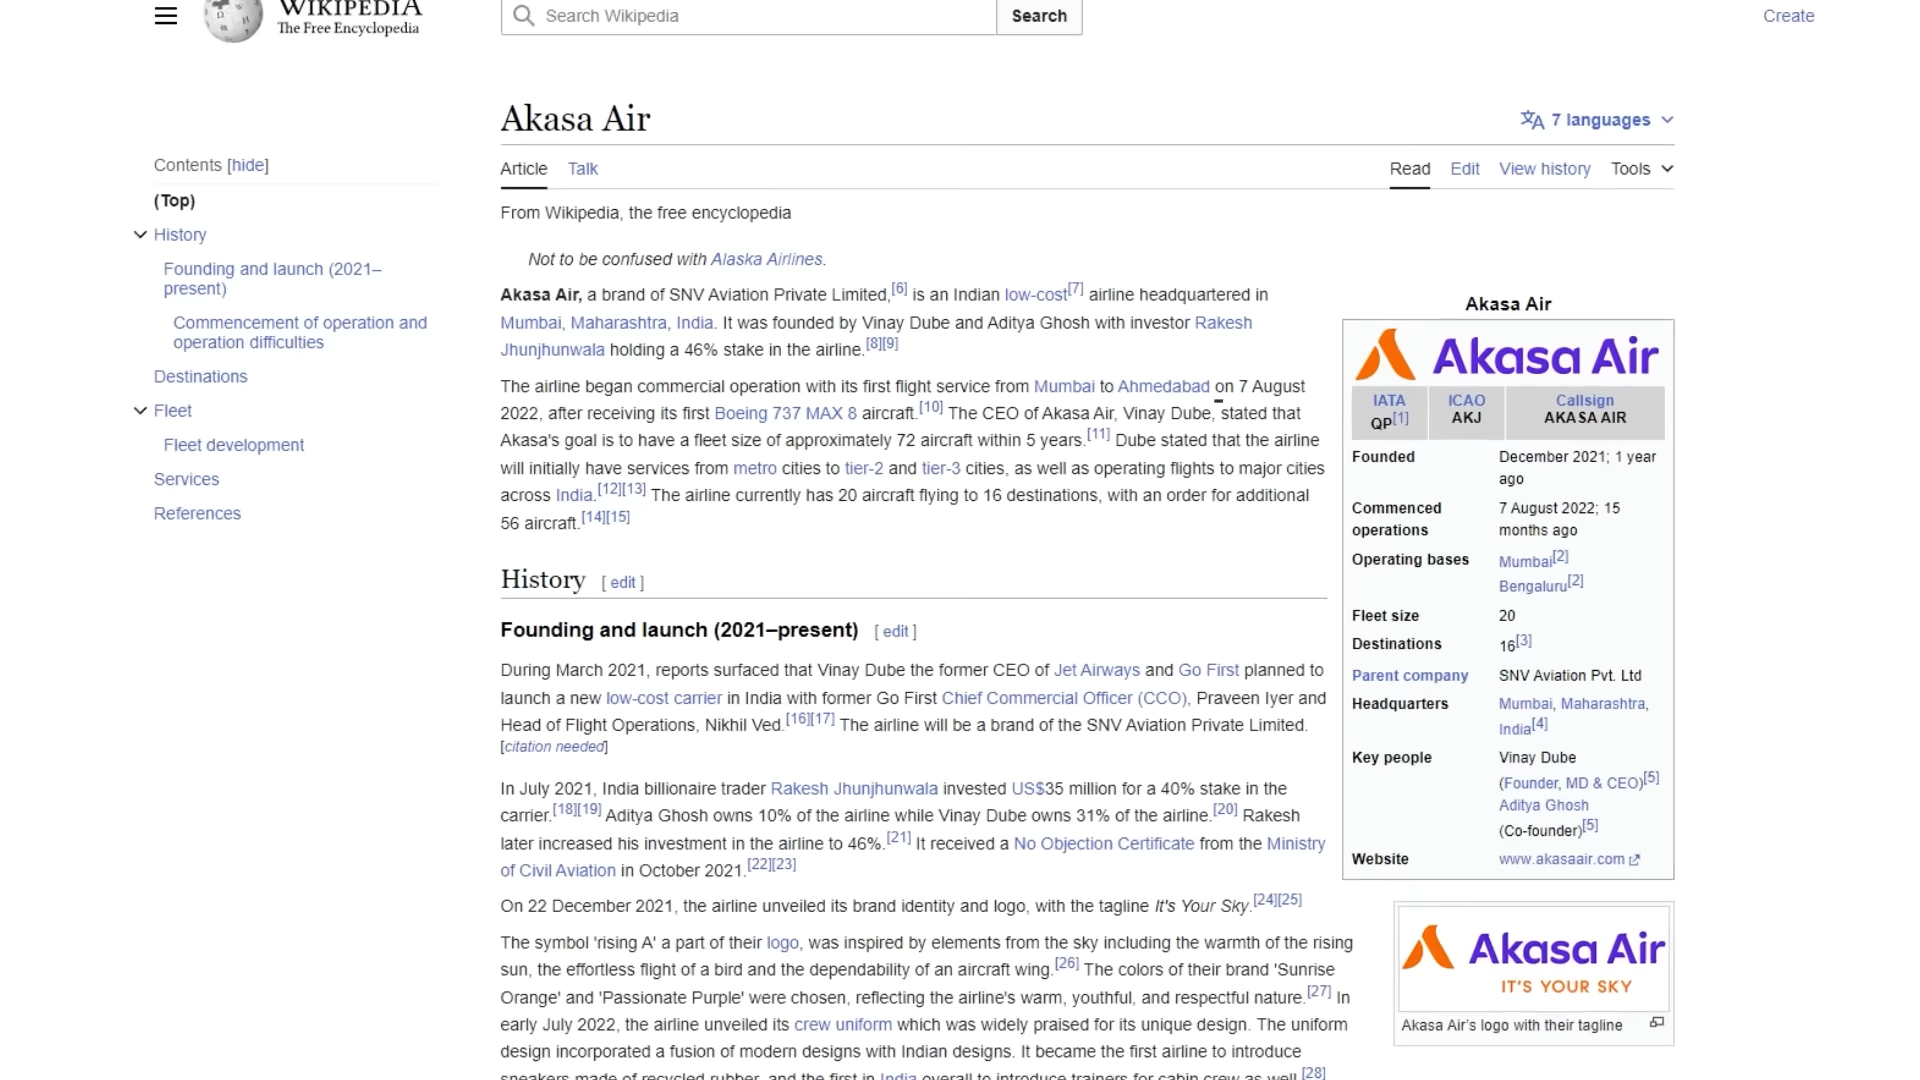 WIKIPEDIA
The Free Encyclopedia
Search Wikipedia
Search
Create
Akasa Air
7 languages
Article Talk
Read Edit View history Tools
From Wikipedia, the free encyclopedia
Contents [hide]
(Top)
History
Founding and launch (2021–
present)
Commencement of operation and
operation difficulties
Destinations
Fleet
Fleet development
Services
References
Not to be confused with Alaska Airlines.
Akasa Air, a brand of SNV Aviation Private Limited,[6] is an Indian low-cost[7] airline headquartered in
Mumbai, Maharashtra, India. It was founded by Vinay Dube and Aditya Ghosh with investor Rakesh
Jhunjhunwala holding a 46% stake in the airline.[8][9]
The airline began commercial operation with its first flight service from Mumbai to Ahmedabad on 7 August
2022, after receiving its first Boeing 737 MAX 8 aircraft.[10] The CEO of Akasa Air, Vinay Dube, stated that
Akasa's goal is to have a fleet size of approximately 72 aircraft within 5 years.[11] Dube stated that the airline
will initially have services from metro cities to tier-2 and tier-3 cities, as well as operating flights to major cities
across India.[12][13] The airline currently has 20 aircraft flying to 16 destinations, with an order for additional
56 aircraft.[14][15]
History [ edit ]
Founding and launch (2021–present) [ edit ]
During March 2021, reports surfaced that Vinay Dube the former CEO of Jet Airways and Go First planned to
launch a new low-cost carrier in India with former Go First Chief Commercial Officer (CCO), Praveen Iyer and
Head of Flight Operations, Nikhil Ved.[16][17] The airline will be a brand of the SNV Aviation Private Limited.
[citation needed]
In July 2021, India billionaire trader Rakesh Jhunjhunwala invested US$35 million for a 40% stake in the
carrier.[18][19] Aditya Ghosh owns 10% of the airline while Vinay Dube owns 31% of the airline.[20] Rakesh
later increased his investment in the airline to 46%.[21] It received a No Objection Certificate from the Ministry
of Civil Aviation in October 2021.[22][23]
On 22 December 2021, the airline unveiled its brand identity and logo, with the tagline It's Your Sky.[24][25]
The symbol 'rising A' a part of their logo, was inspired by elements from the sky including the warmth of the rising
sun, the effortless flight of a bird and the dependability of an aircraft wing.[26] The colors of their brand 'Sunrise
Orange' and 'Passionate Purple' were chosen, reflecting the airline's warm, youthful, and respectful nature.[27] In
early July 2022, the airline unveiled its crew uniform which was widely praised for its unique design. The uniform
design incorporated a fusion of modern designs with Indian designs. It became the first airline to introduce
sneakers made of recycled rubber, and the first in India overall to introduce trainers for cabin crew as well.[28]
Akasa Air
Akasa Air
IATA ICAO Callsign
QP[1] AKJ AKASA AIR
Founded December 2021; 1 year
ago
Commenced 7 August 2022; 15
operations months ago
Operating bases Mumbai[2]
Bengaluru[2]
Fleet size 20
Destinations 16[3]
Parent company SNV Aviation Pvt. Ltd
Headquarters Mumbai, Maharashtra,
India[4]
Key people Vinay Dube
(Founder, MD & CEO)[5]
Aditya Ghosh
(Co-founder)[5]
Website www.akasaair.com
Akasa Air
IT'S YOUR SKY
Akasa Air's logo with their tagline